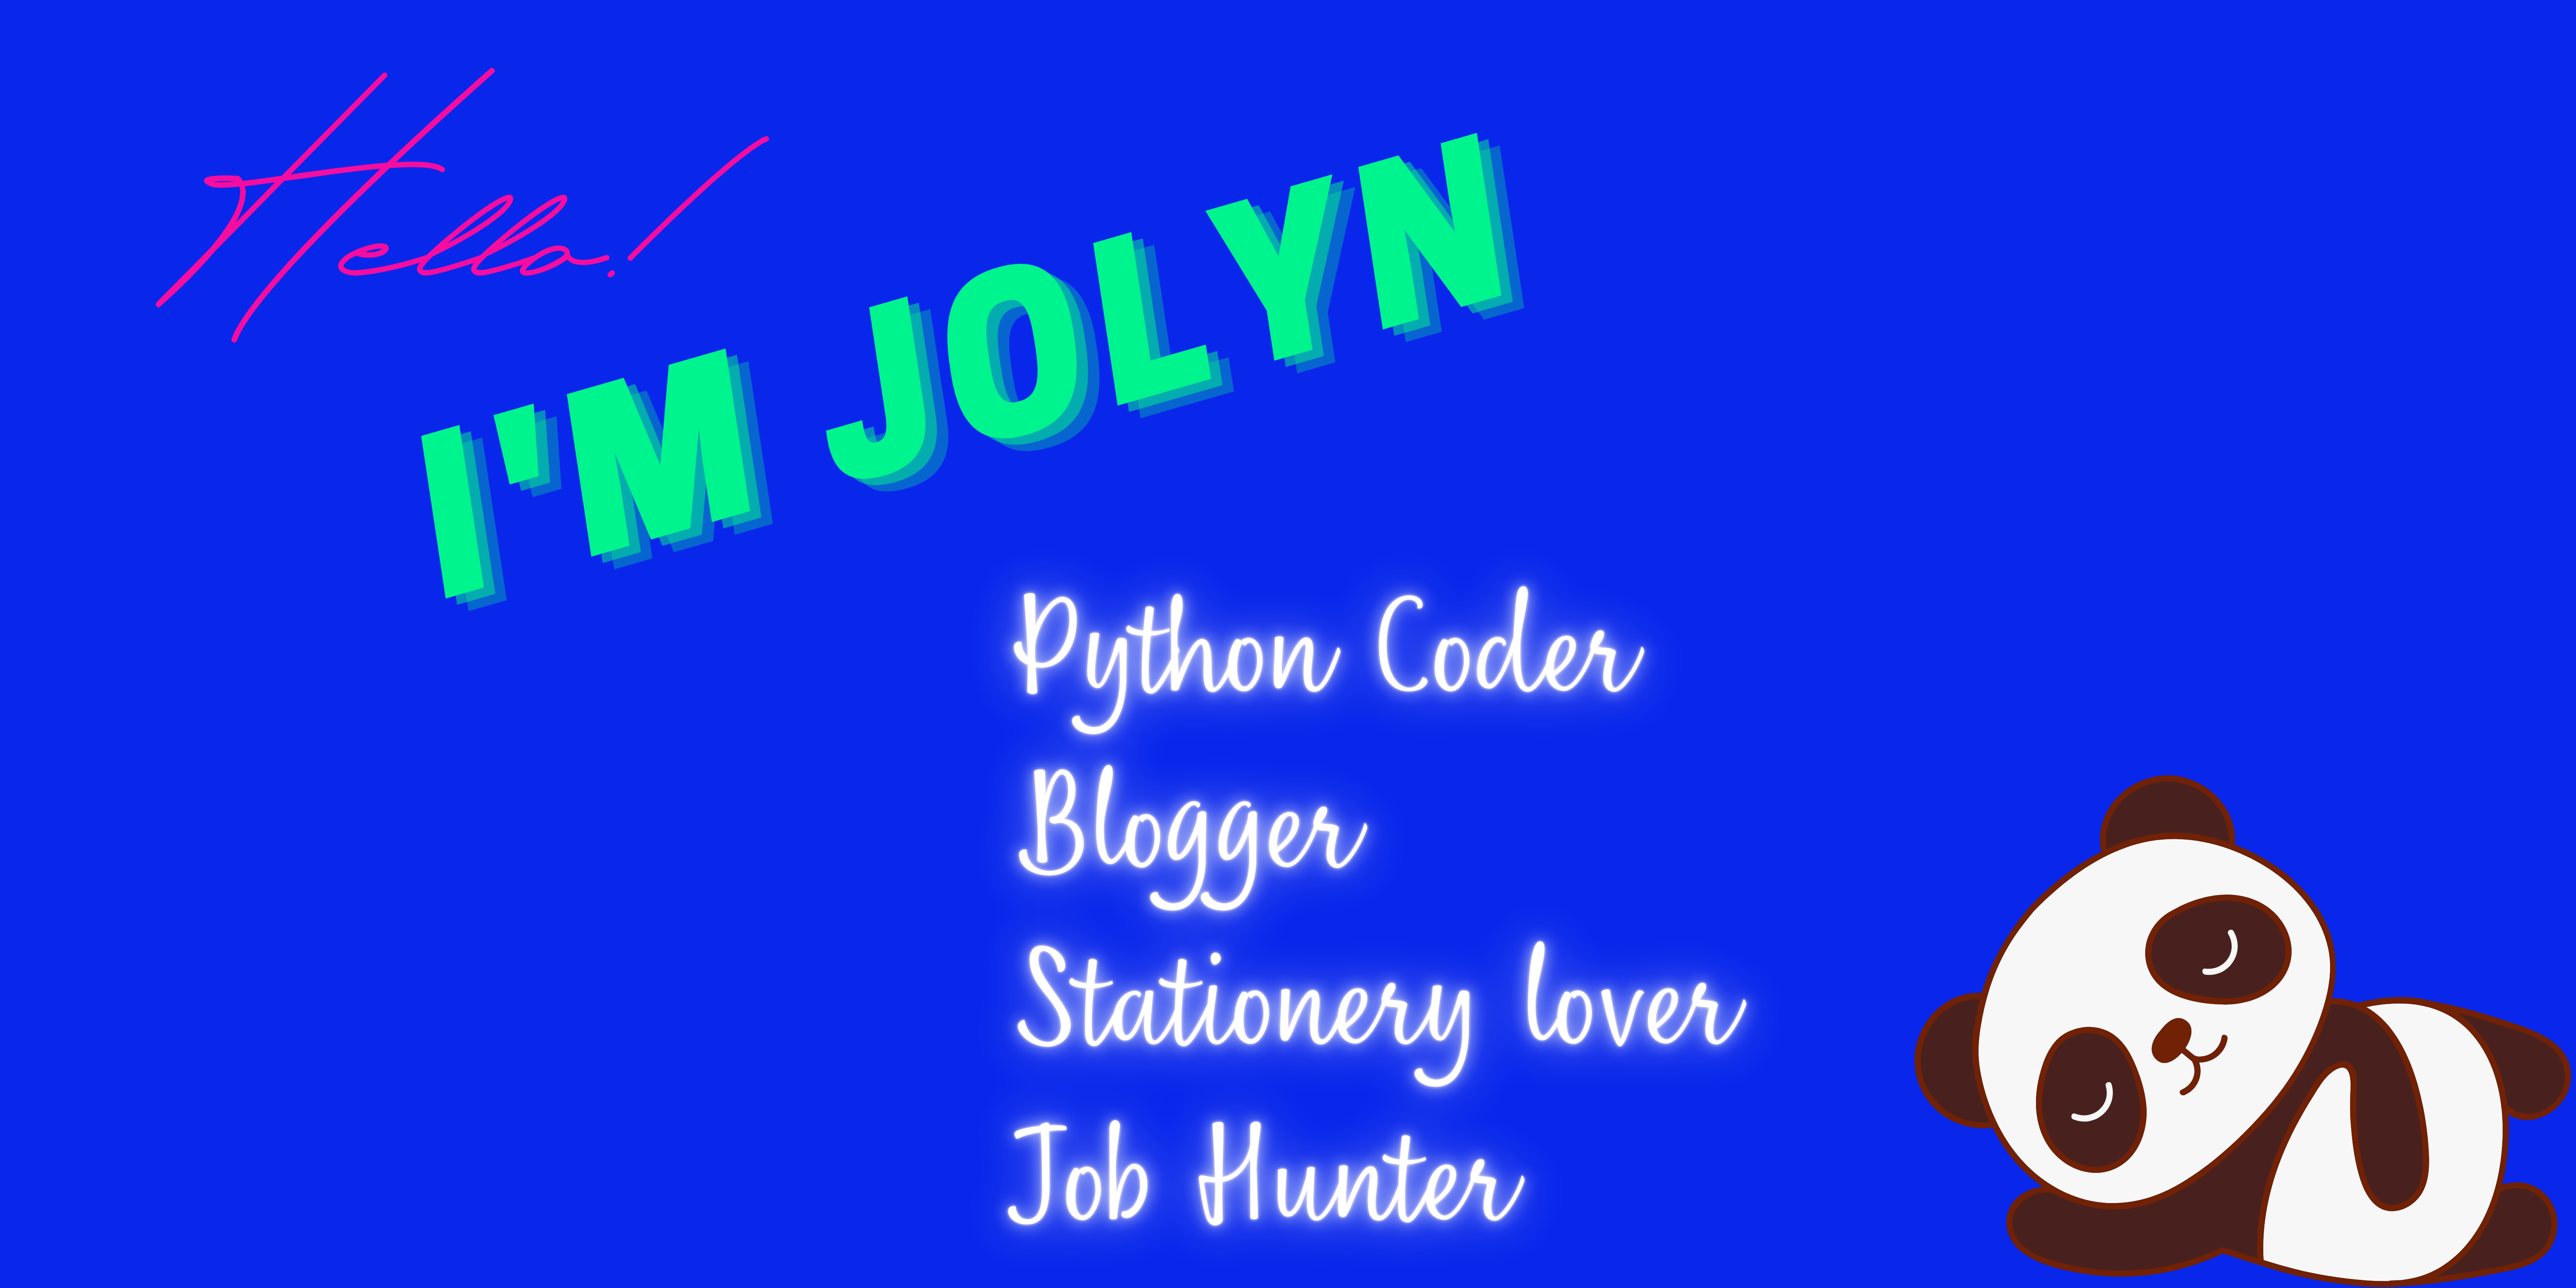 Hello!
I'M JOLYN
Python Coder
Blogger
Stationery lover
Job Hunter